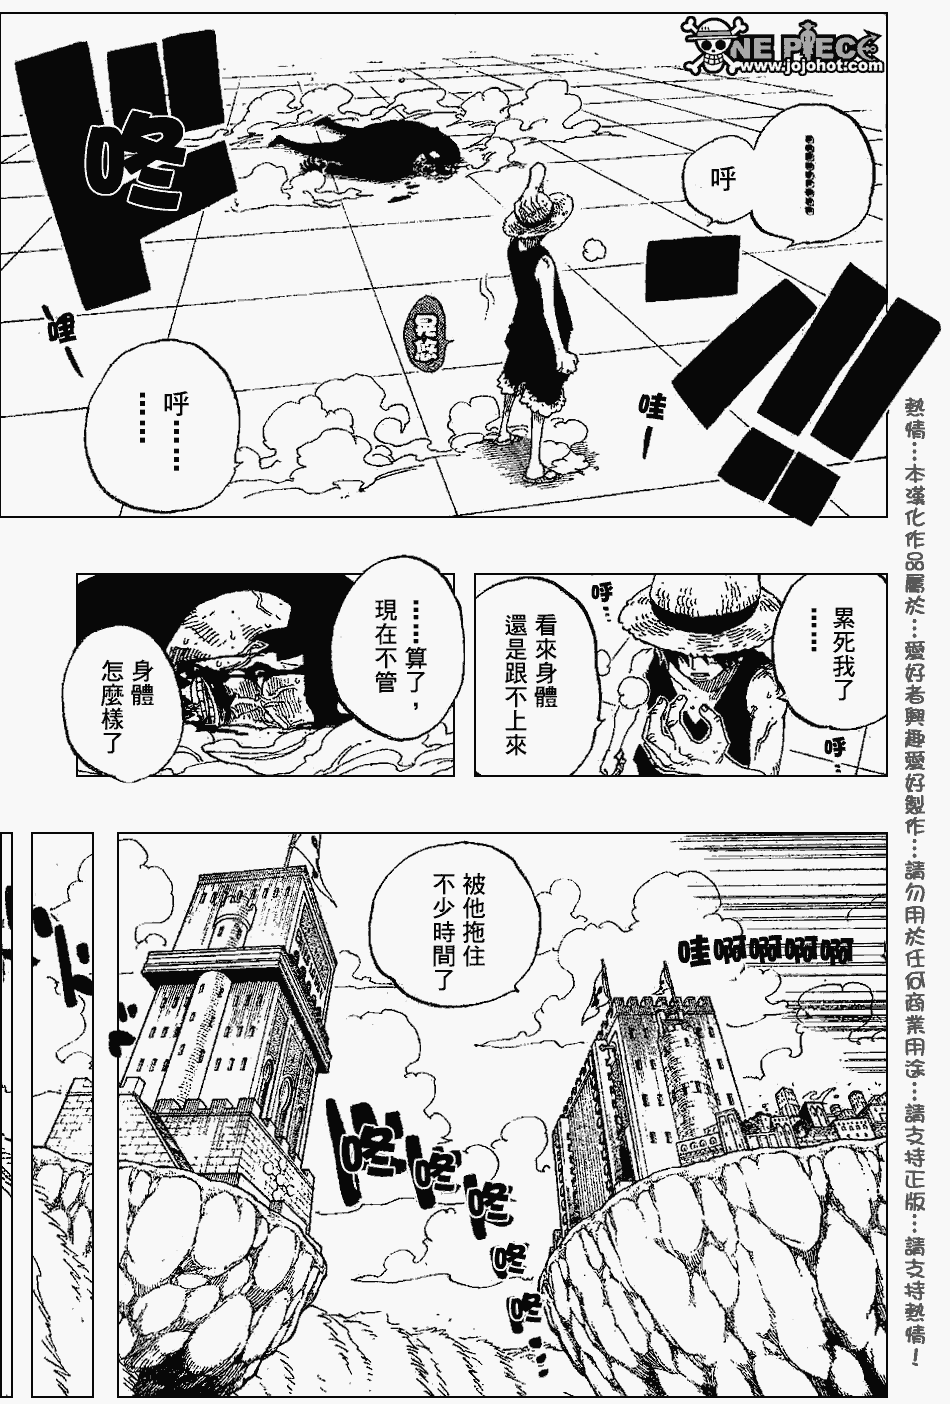 ONE PIECE
www.jojohot.com
………
呼
咚
哇
晃悠
哇
呼……
……
累死我了
……
呼…
呼…
看來身體
還是跟不上來
……算了，
現在不管
身體
怎麼樣了
哇啊啊啊啊
被他拖住
不少時間
了
咚
咚
咚
咚
咚…
熱情…本漢化作品屬於…愛好者興趣愛好製作…請勿用於任何商業用途…請支持正版…請支持熱情！